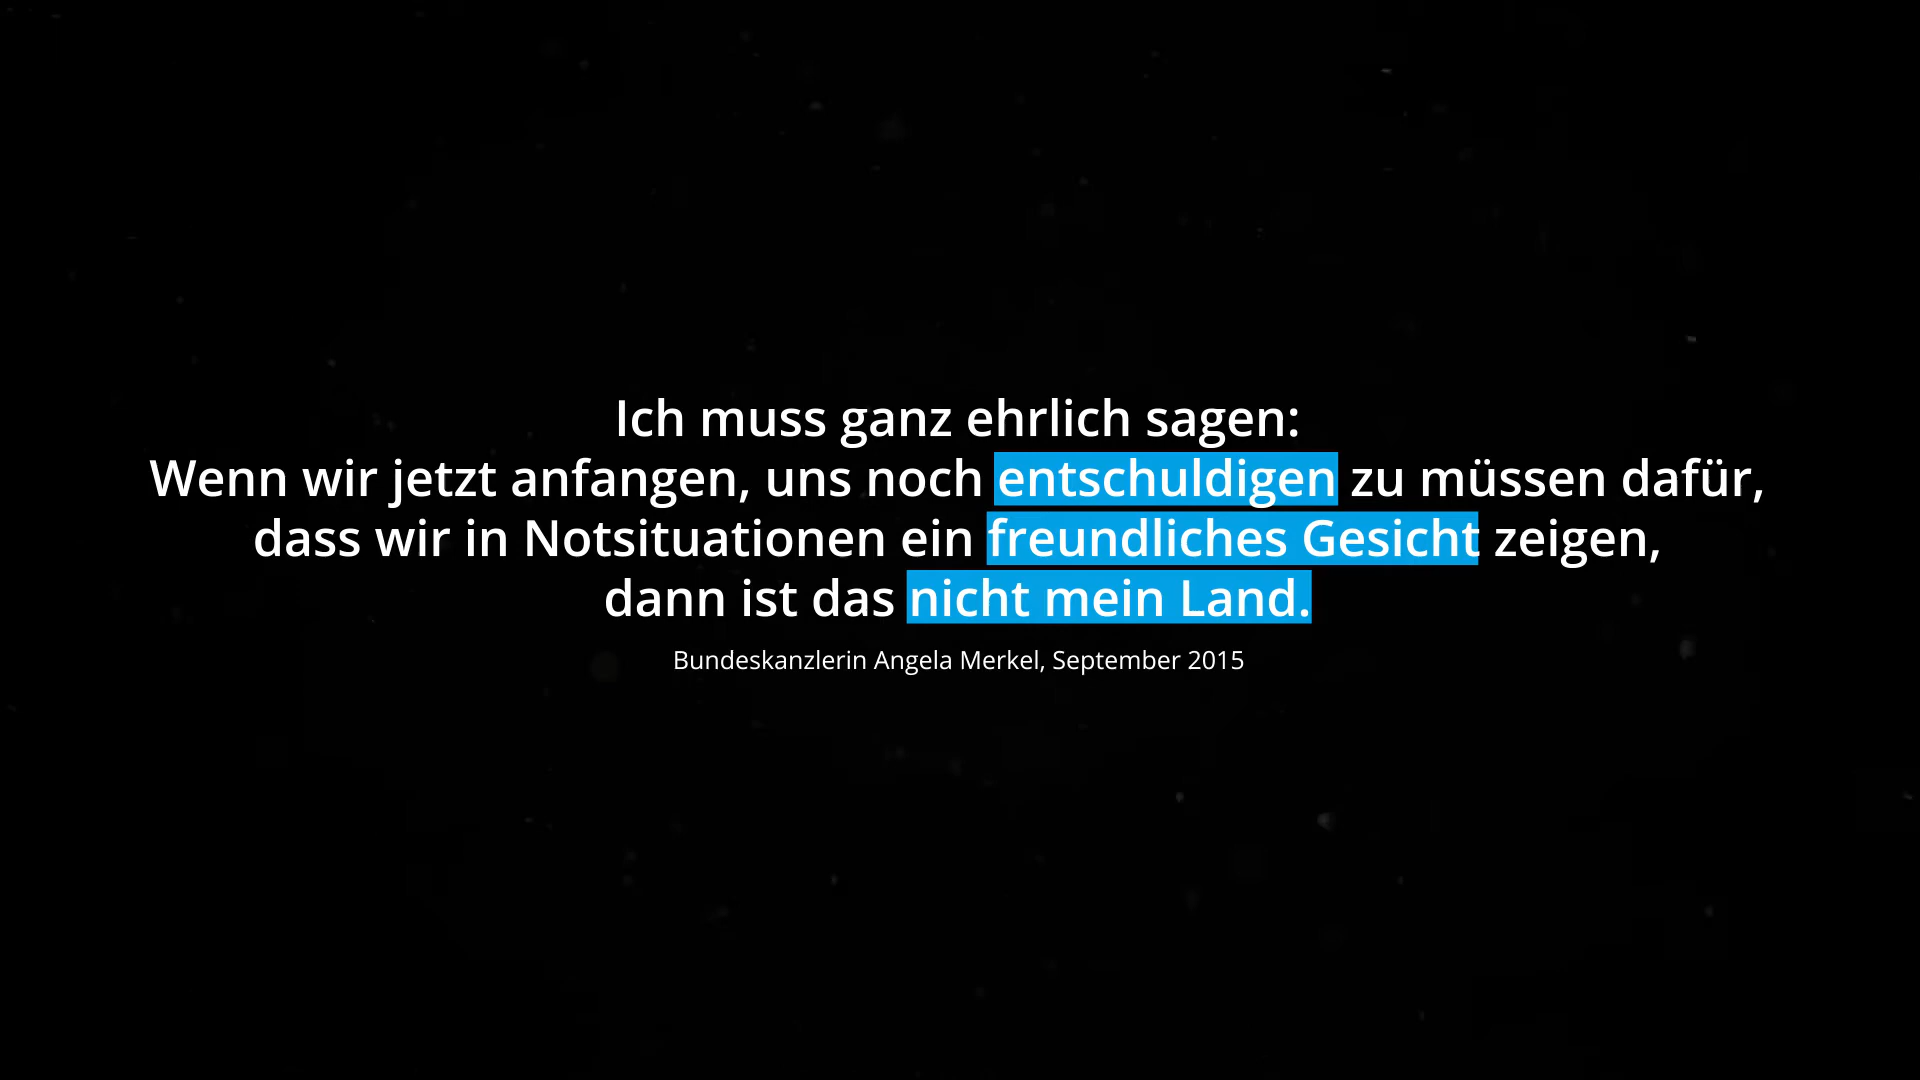 Ich muss ganz ehrlich sagen:
Wenn wir jetzt anfangen, uns noch entschuldigen zu müssen dafür,
dass wir in Notsituationen ein freundliches Gesicht zeigen,
dann ist das nicht mein Land.
Bundeskanzlerin Angela Merkel, September 2015